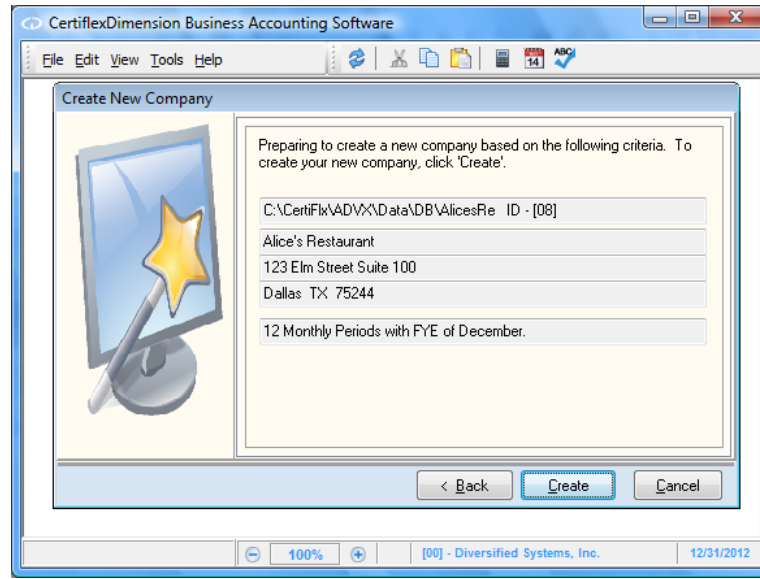 CertiflexDimension Business Accounting Software
File Edit View Tools Help
14 ABC
Create New Company
Preparing to create a new company based on the following criteria. To
create your new company, click 'Create'.
C:\CertiFlx\ADVX\Data\DB\AlicesRe ID - [08]
Alice's Restaurant
123 Elm Street Suite 100
Dallas TX 75244
12 Monthly Periods with FYE of December.
< Back Create Cancel
100% [00] - Diversified Systems, Inc. 12/31/2012